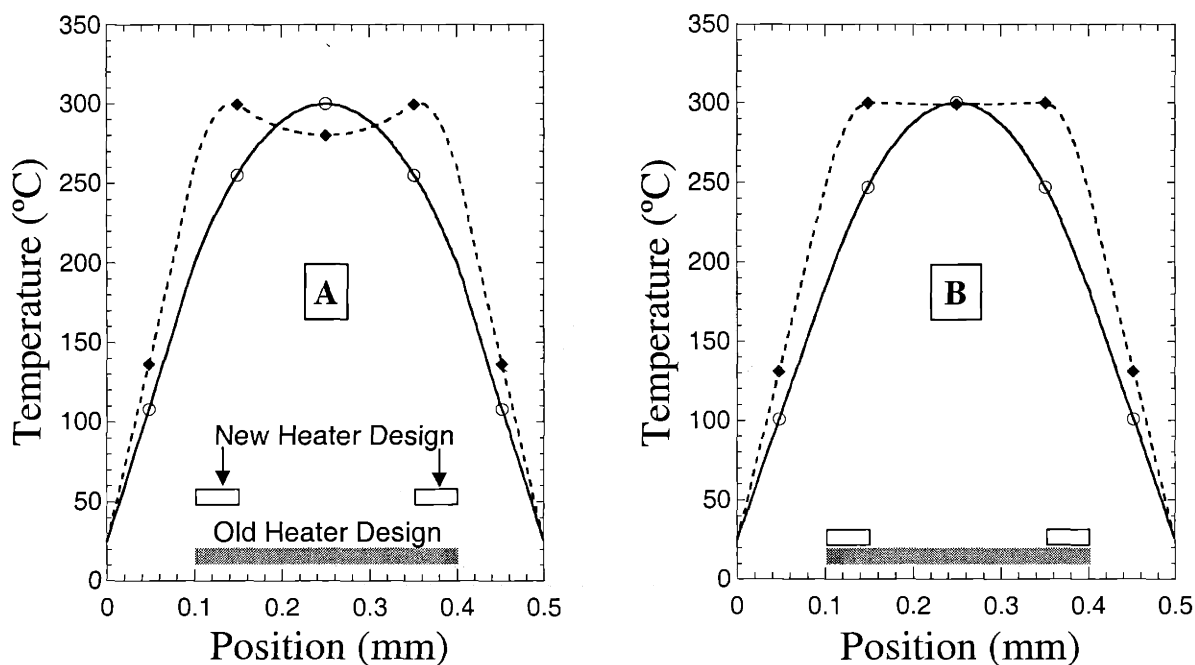 350
300
250
200
150
100
50
0
Temperature (ºC)
A
New Heater Design
Old Heater Design
0 0.1 0.2 0.3 0.4 0.5
Position (mm)
350
300
250
200
150
100
50
0
Temperature (ºC)
B
0 0.1 0.2 0.3 0.4 0.5
Position (mm)